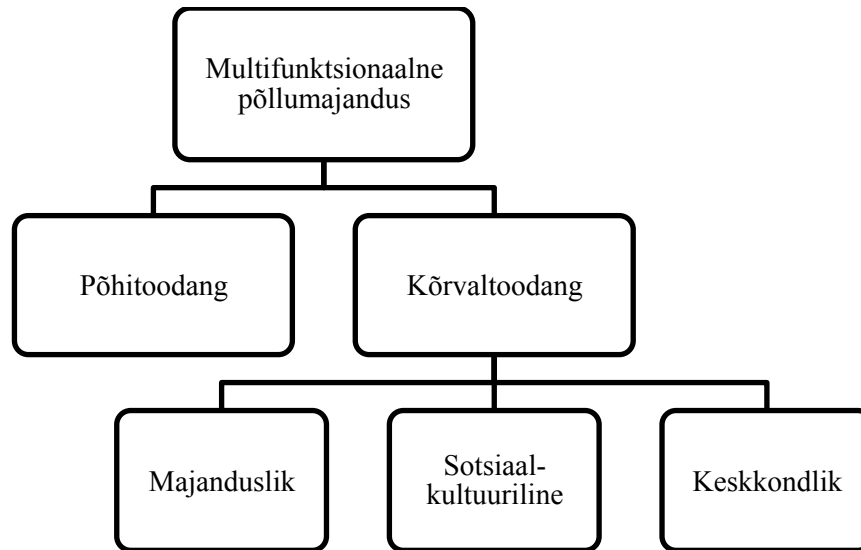 Multifunktsionaalne
põllumajandus
Põhitoodang
Kõrvaltoodang
Majanduslik
Sotsiaal-
kultuuriline
Keskkondlik